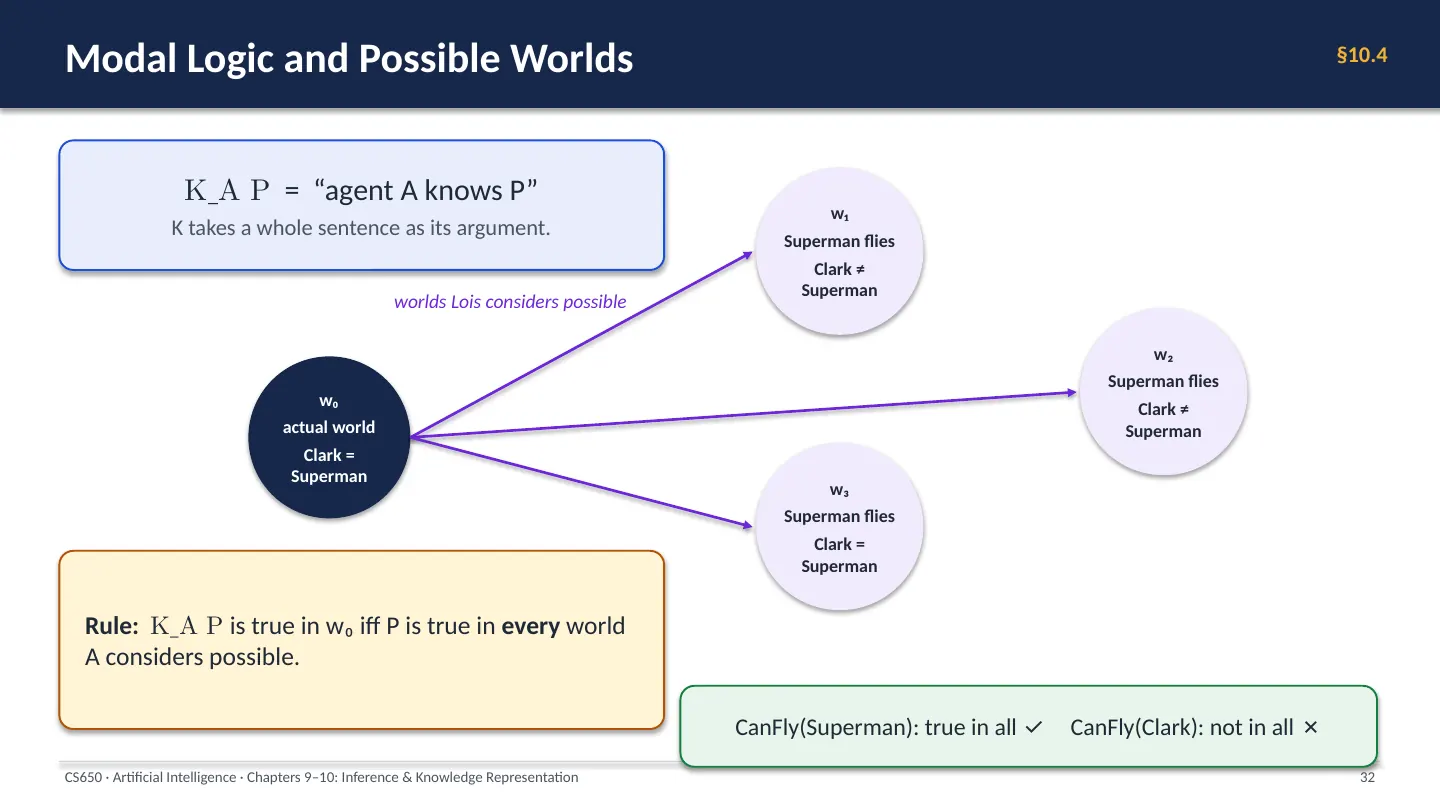 Modal Logic and Possible Worlds
§10.4
K_A P = “agent A knows P”
K takes a whole sentence as its argument.
worlds Lois considers possible
w₀
actual world
Clark =
Superman
w₁
Superman flies
Clark ≠
Superman
w₂
Superman flies
Clark ≠
Superman
w₃
Superman flies
Clark =
Superman
Rule: K_A P is true in w₀ iff P is true in every world
A considers possible.
CanFly(Superman): true in all ✓ CanFly(Clark): not in all ✕
CS650 · Artificial Intelligence · Chapters 9–10: Inference & Knowledge Representation
32